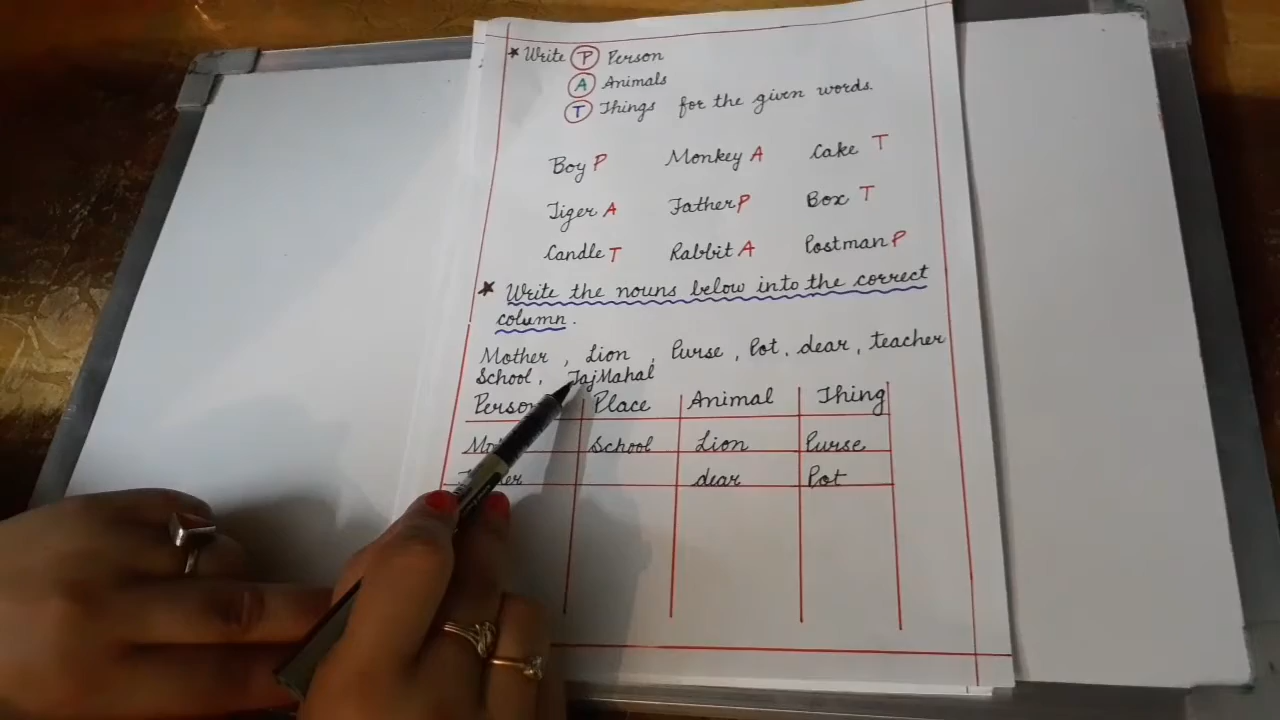 ★ Write P Person
A Animals
T Things for the given words.
Boy P Monkey A Cake T
Tiger A Father P Box T
Candle T Rabbit A Postman P
★ Write the nouns below into the correct
column.
Mother, Lion, Purse, Pot, dear, teacher
School, TajMahal
Person Place Animal Thing
School Lion Purse
dear Pot